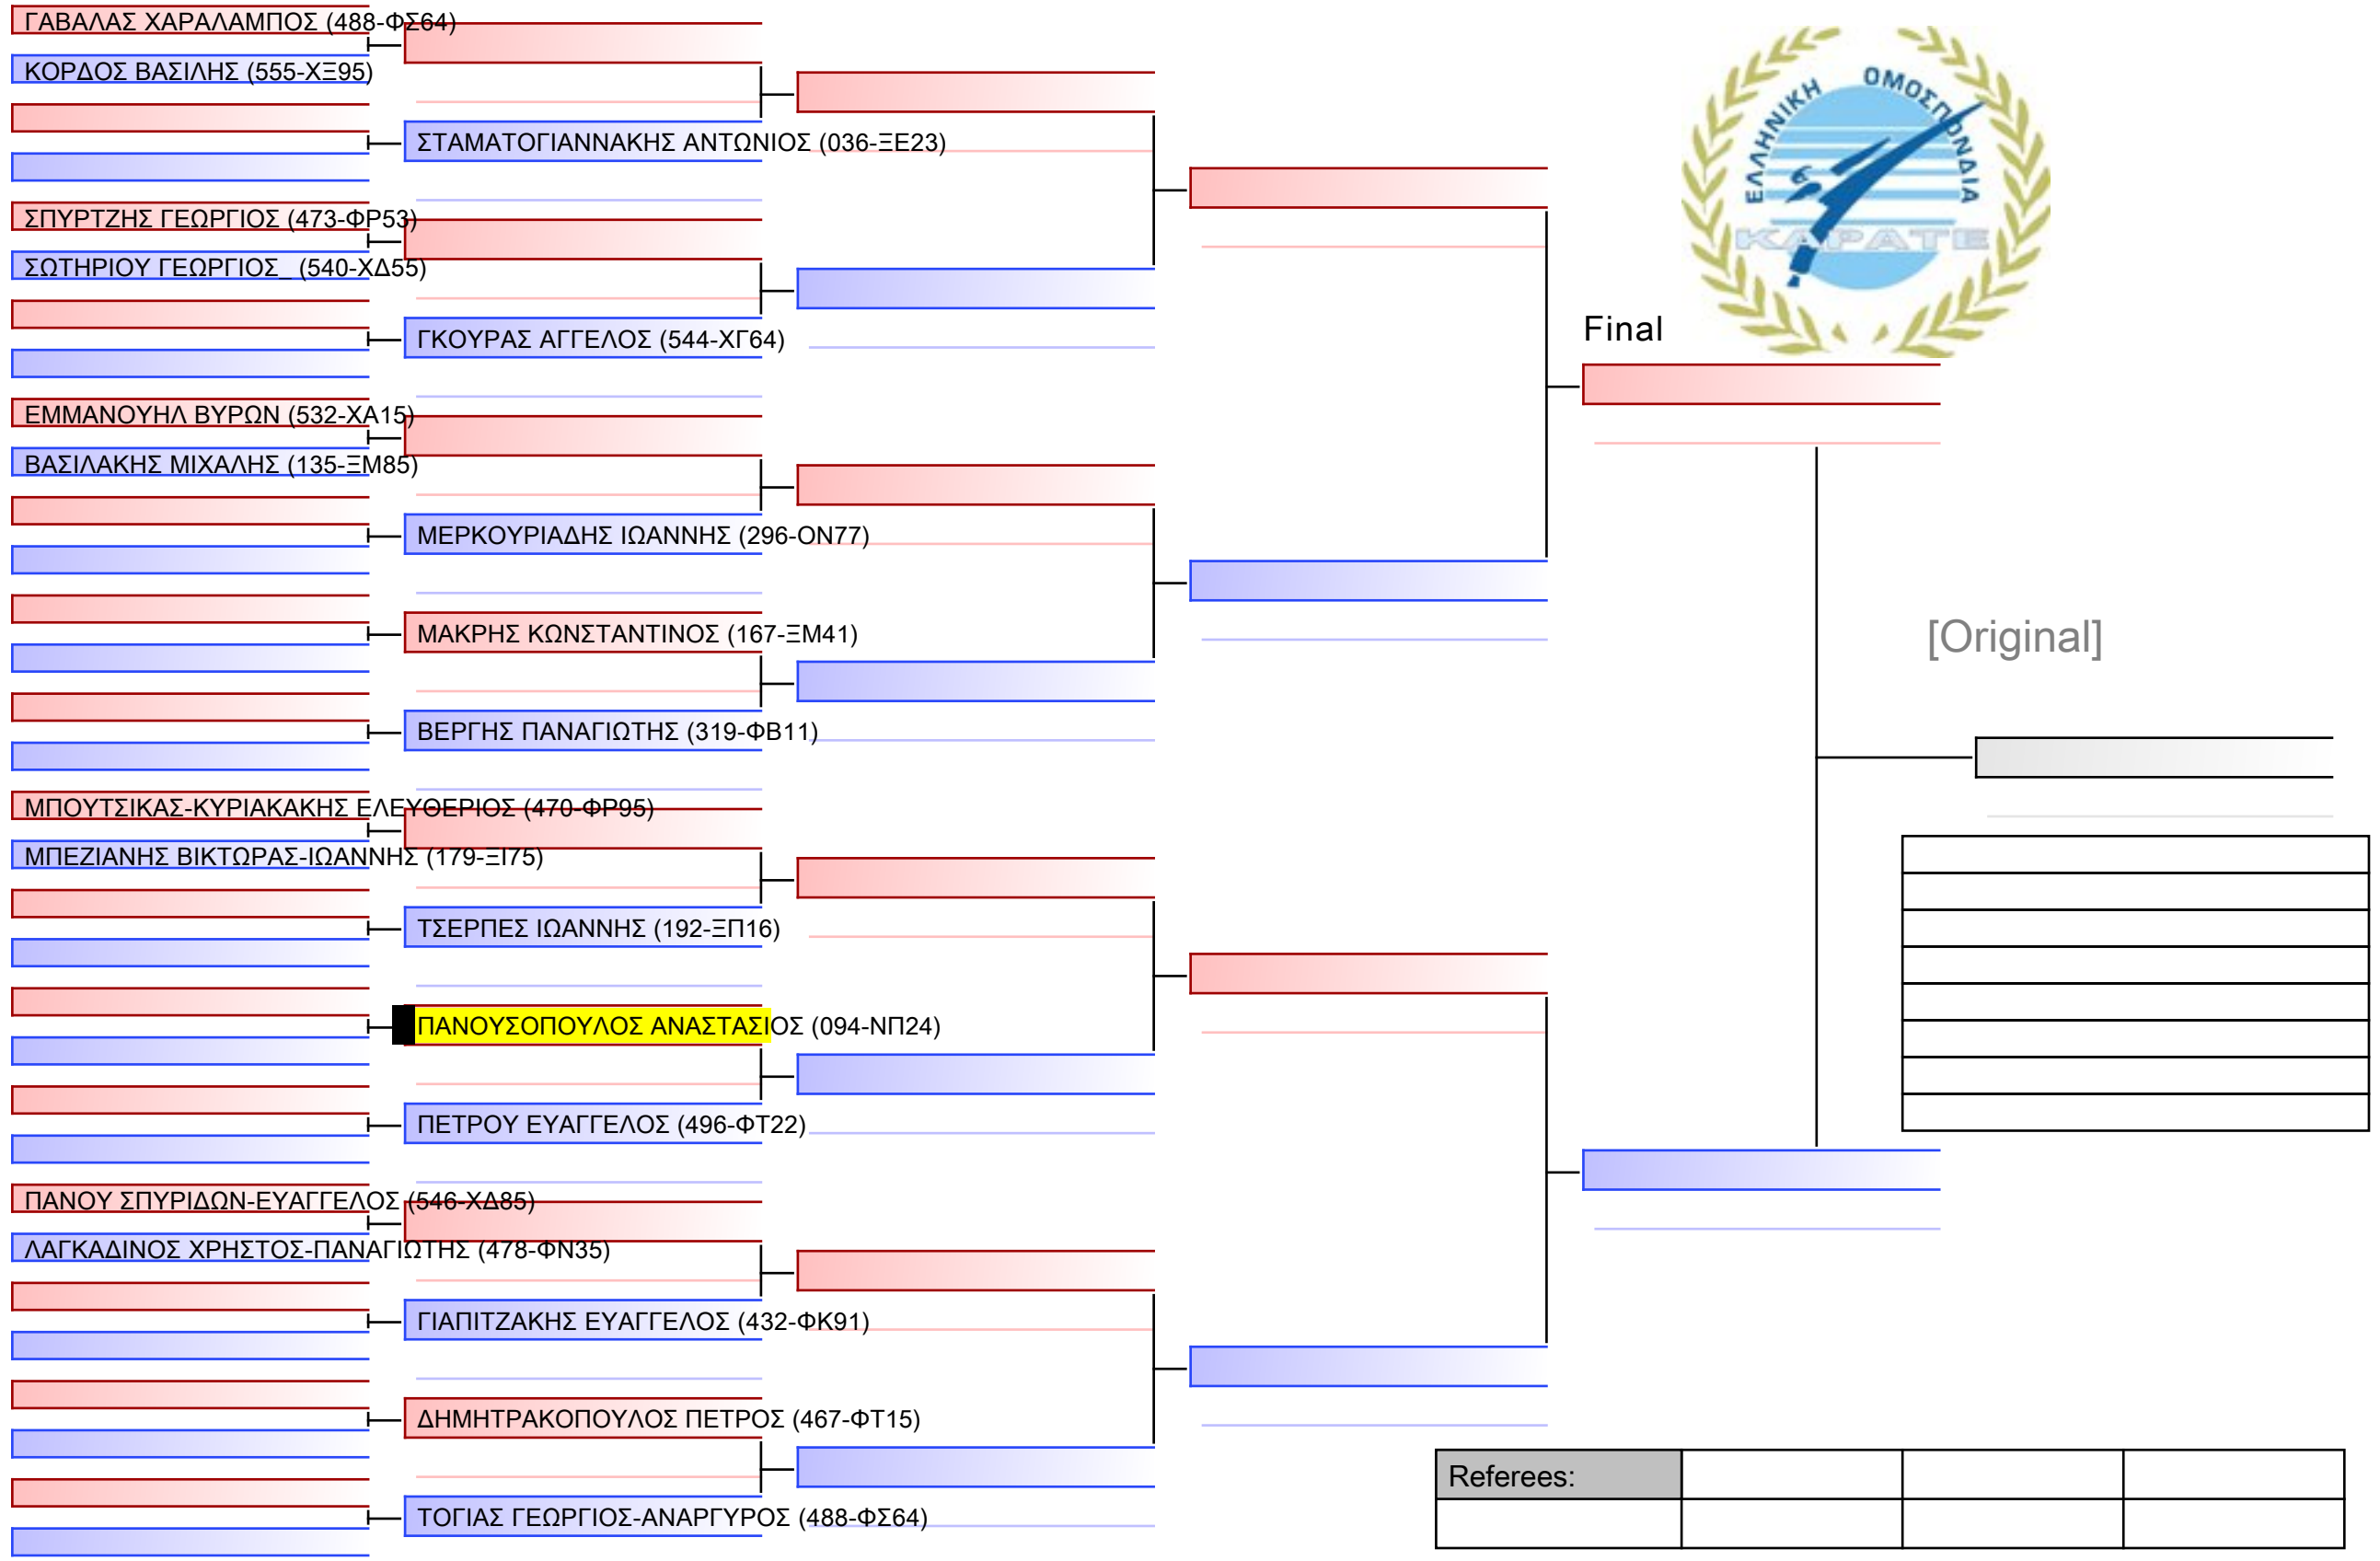 ΓΑΒΑΛΑΣ ΧΑΡΑΛΑΜΠΟΣ (488-ΦΣ64)
ΚΟΡΔΟΣ ΒΑΣΙΛΗΣ (555-ΧΞ95)
ΣΤΑΜΑΤΟΓΙΑΝΝΑΚΗΣ ΑΝΤΩΝΙΟΣ (036-ΞΕ23)
ΣΠΥΡΤΖΗΣ ΓΕΩΡΓΙΟΣ (473-ΦΡ53)
ΣΩΤΗΡΙΟΥ ΓΕΩΡΓΙΟΣ_ (540-ΧΔ55)
ΓΚΟΥΡΑΣ ΑΓΓΕΛΟΣ (544-ΧΓ64)
ΕΜΜΑΝΟΥΗΛ ΒΥΡΩΝ (532-ΧΑ15)
ΒΑΣΙΛΑΚΗΣ ΜΙΧΑΛΗΣ (135-ΞΜ85)
ΜΕΡΚΟΥΡΙΑΔΗΣ ΙΩΑΝΝΗΣ (296-ΟΝ77)
ΜΑΚΡΗΣ ΚΩΝΣΤΑΝΤΙΝΟΣ (167-ΞΜ41)
ΒΕΡΓΗΣ ΠΑΝΑΓΙΩΤΗΣ (319-ΦΒ11)
ΜΠΟΥΤΣΙΚΑΣ-ΚΥΡΙΑΚΑΚΗΣ ΕΛΕΥΘΕΡΙΟΣ (470-ΦΡ95)
ΜΠΕΖΙΑΝΗΣ ΒΙΚΤΩΡΑΣ-ΙΩΑΝΝΗΣ (179-ΞΙ75)
ΤΣΕΡΠΕΣ ΙΩΑΝΝΗΣ (192-ΞΠ16)
ΠΑΝΟΥΣΟΠΟΥΛΟΣ ΑΝΑΣΤΑΣΙΟΣ (094-ΝΠ24)
ΠΕΤΡΟΥ ΕΥΑΓΓΕΛΟΣ (496-ΦΤ22)
ΠΑΝΟΥ ΣΠΥΡΙΔΩΝ-ΕΥΑΓΓΕΛΟΣ (546-ΧΔ85)
ΛΑΓΚΑΔΙΝΟΣ ΧΡΗΣΤΟΣ-ΠΑΝΑΓΙΩΤΗΣ (478-ΦΝ35)
ΓΙΑΠΙΤΖΑΚΗΣ ΕΥΑΓΓΕΛΟΣ (432-ΦΚ91)
ΔΗΜΗΤΡΑΚΟΠΟΥΛΟΣ ΠΕΤΡΟΣ (467-ΦΤ15)
ΤΟΓΙΑΣ ΓΕΩΡΓΙΟΣ-ΑΝΑΡΓΥΡΟΣ (488-ΦΣ64)
ΕΛΛΗΝΙΚΗ ΟΜΟΣΠΟΝΔΙΑ
ΚΑΡΑΤΕ
Final
[Original]
Referees: